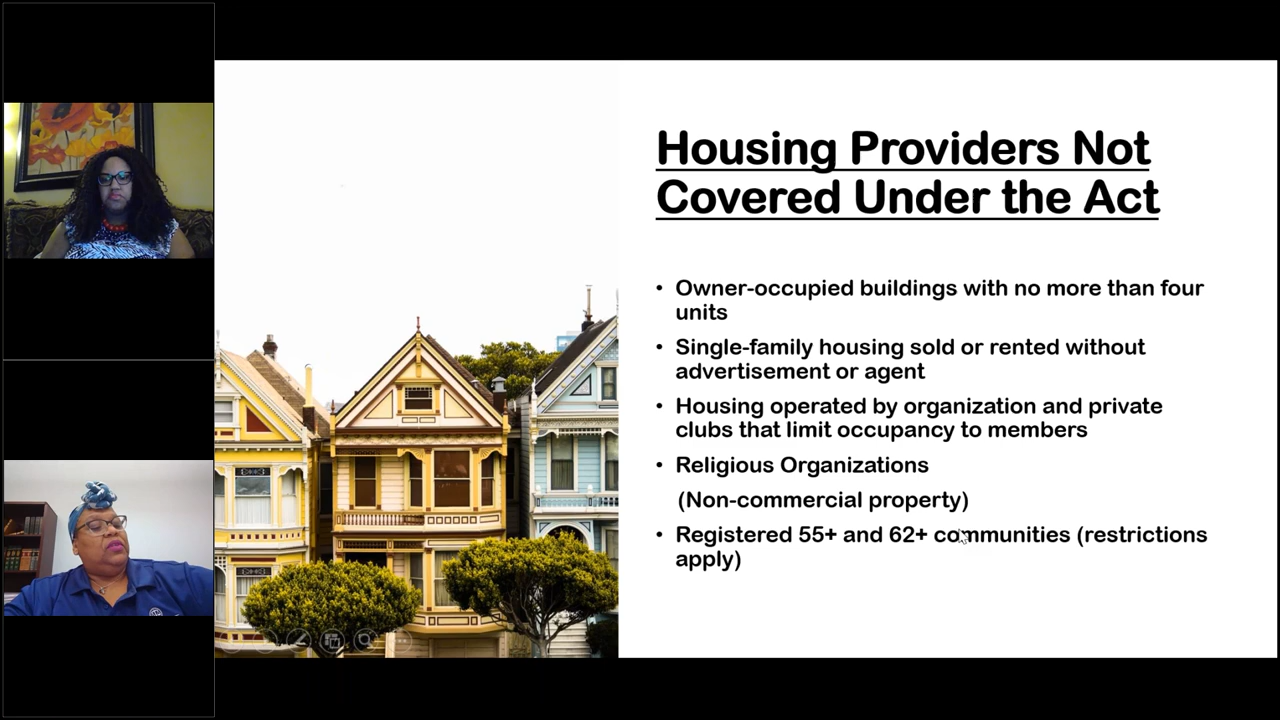 Housing Providers Not
Covered Under the Act
• Owner-occupied buildings with no more than four
units
• Single-family housing sold or rented without
advertisement or agent
• Housing operated by organization and private
clubs that limit occupancy to members
• Religious Organizations
(Non-commercial property)
• Registered 55+ and 62+ communities (restrictions
apply)